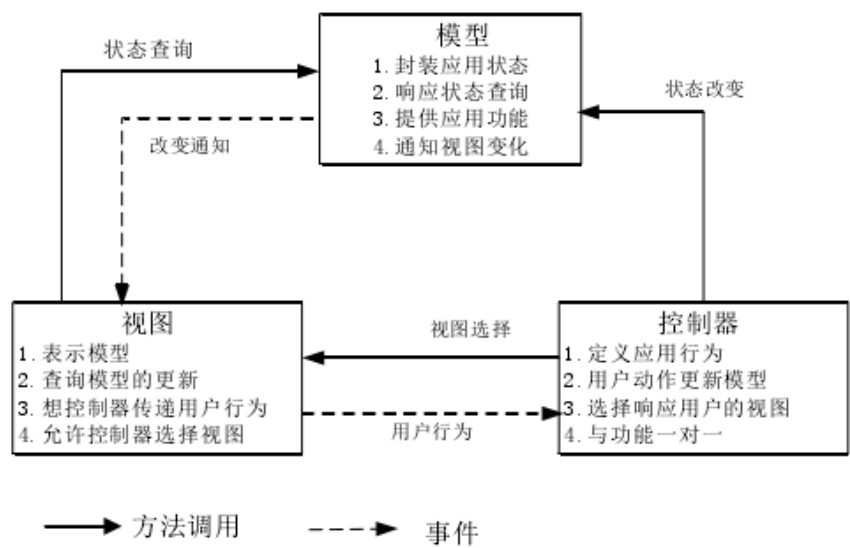 状态查询
模型
1.封装应用状态
2.响应状态查询
3.提供应用功能
4.通知视图变化
状态改变
改变通知
视图
1.表示模型
2.查询模型的更新
3.想控制器传递用户行为
4.允许控制器选择视图
视图选择
用户行为
控制器
1.定义应用行为
2.用户动作更新模型
3.选择响应用户的视图
4.与功能一对一
方法调用
事件